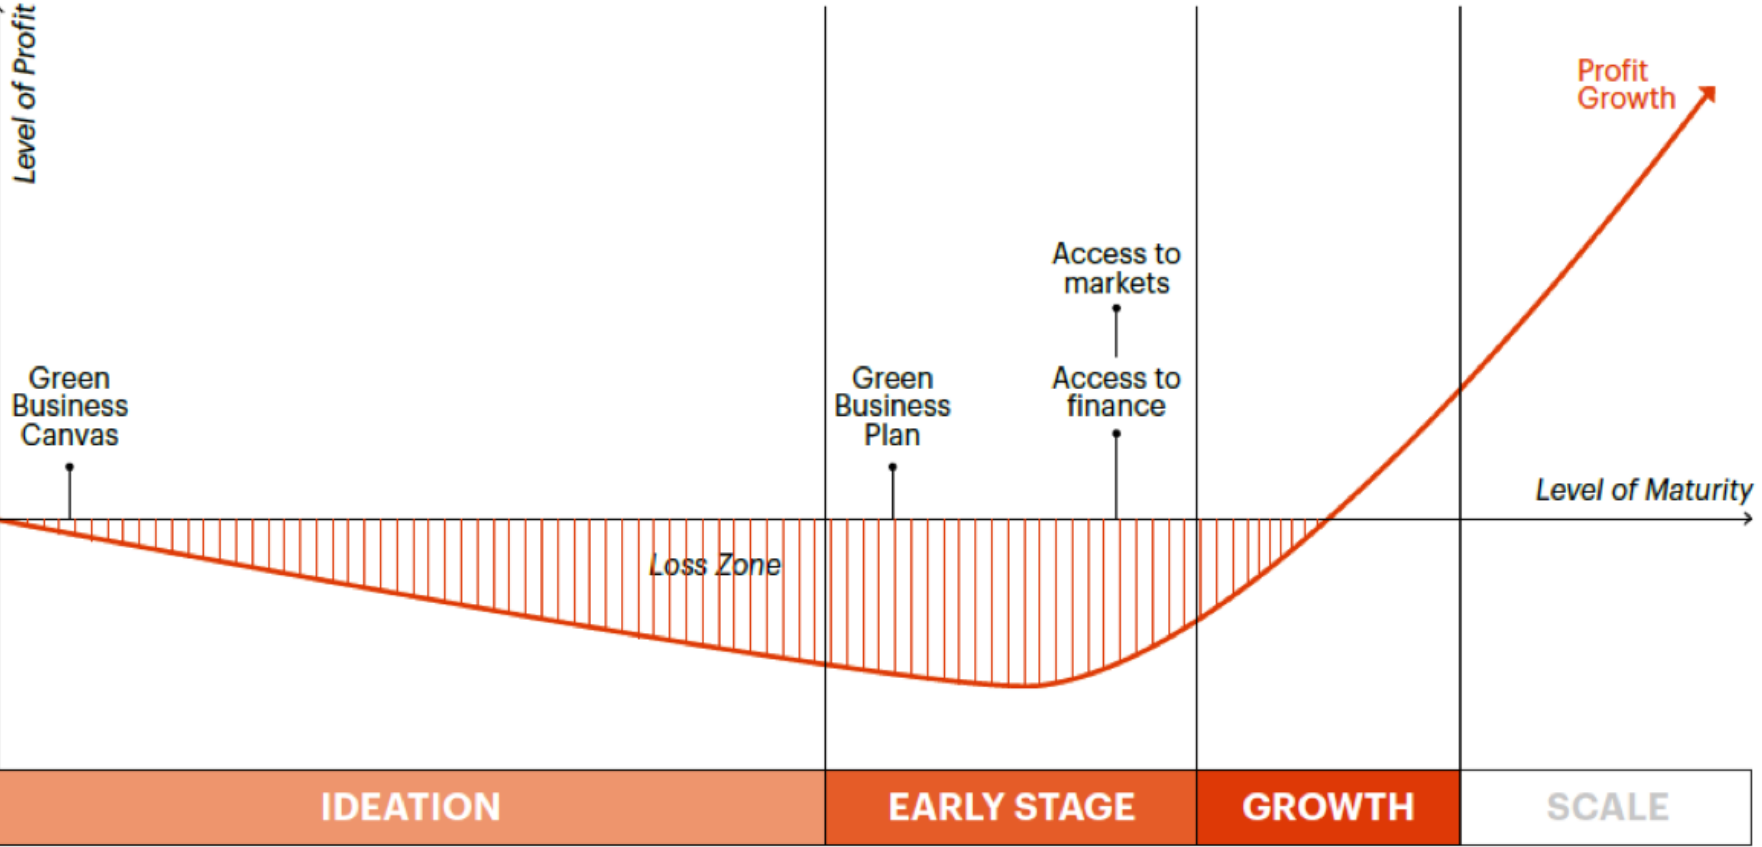 Level of Profit
Profit
Growth
Access to
markets
Green
Business
Canvas
Green
Business
Plan
Access to
finance
Level of Maturity
Loss Zone
IDEATION
EARLY STAGE
GROWTH
SCALE